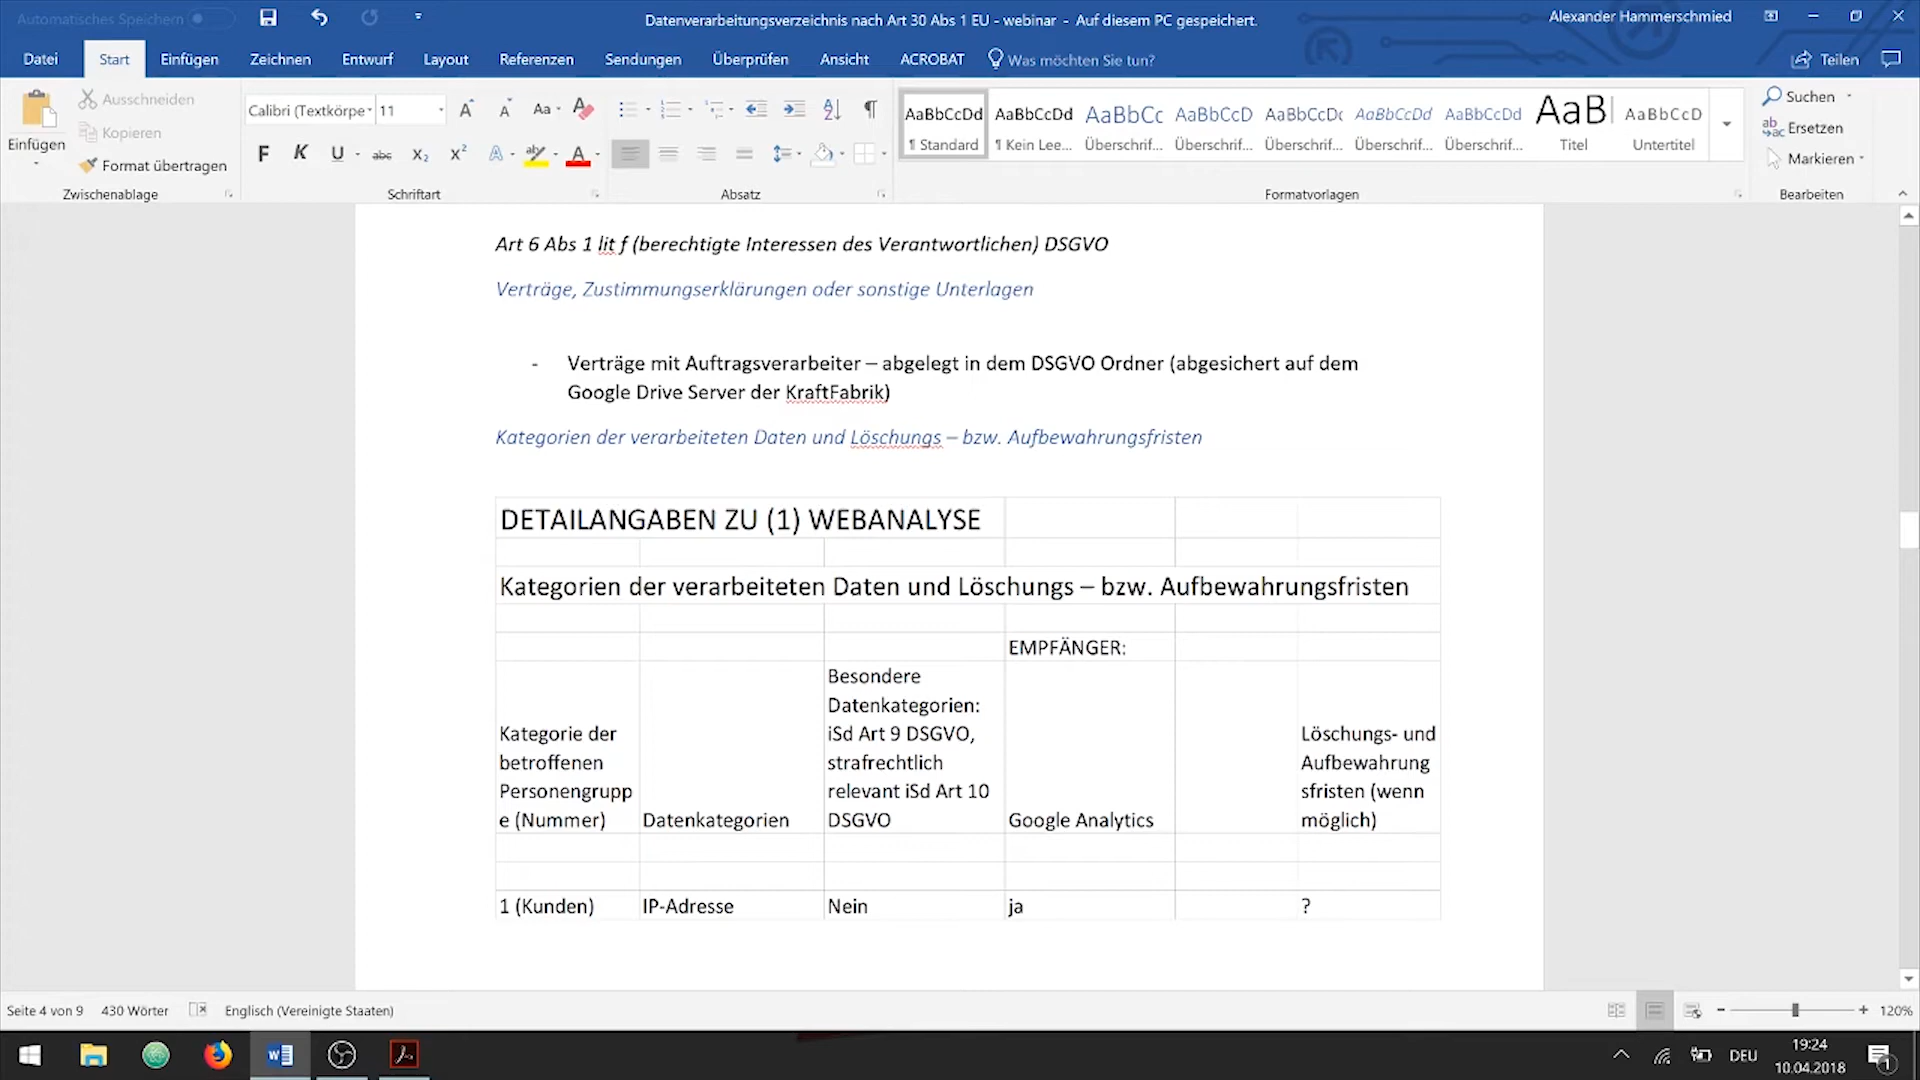 Automatisches Speichern
Datenverarbeitungsverzeichnis nach Art 30 Abs 1 EU - webinar - Auf diesem PC gespeichert.
Alexander Hammerschmied
Datei Start Einfügen Zeichnen Entwurf Layout Referenzen Sendungen Überprüfen Ansicht ACROBAT Was möchten Sie tun? Teilen
Einfügen
Ausschneiden
Kopieren
Format übertragen
Zwischenablage
Calibri (Textkörpe 11
Aa
F K U abc X₂ X² A ab A
Schriftart
Absatz
AaBbCcDd AaBbCcDd AaBbCc AaBbCcD AaBbCcDc AaBbCcDd AaBbCcDd AaB AaBbCcD
¶ Standard ¶ Kein Lee... Überschrif... Überschrif... Überschrif... Überschrif... Überschrif... Titel Untertitel
Formatvorlagen
Suchen
Ersetzen
Markieren
Bearbeiten
Art 6 Abs 1 lit f (berechtigte Interessen des Verantwortlichen) DSGVO
Verträge, Zustimmungserklärungen oder sonstige Unterlagen
- Verträge mit Auftragsverarbeiter – abgelegt in dem DSGVO Ordner (abgesichert auf dem
Google Drive Server der KraftFabrik)
Kategorien der verarbeiteten Daten und Löschungs – bzw. Aufbewahrungsfristen
DETAILANGABEN ZU (1) WEBANALYSE
Kategorien der verarbeiteten Daten und Löschungs – bzw. Aufbewahrungsfristen
EMPFÄNGER:
Kategorie der
betroffenen
Personengrupp
e (Nummer)
Datenkategorien
Besondere
Datenkategorien:
iSd Art 9 DSGVO,
strafrechtlich
relevant iSd Art 10
DSGVO
Google Analytics
Löschungs- und
Aufbewahrung
sfristen (wenn
möglich)
1 (Kunden) IP-Adresse Nein ja ?
Seite 4 von 9 430 Wörter Englisch (Vereinigte Staaten) 120%
DEU
19:24
10.04.2018
1